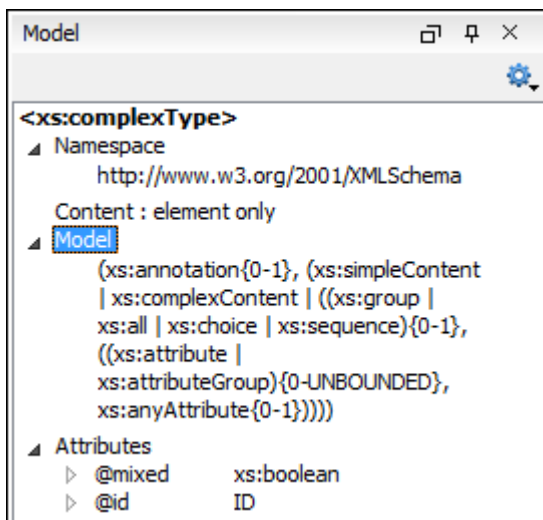 Model
<xs:complexType>
Namespace
http://www.w3.org/2001/XMLSchema
Content : element only
Model
(xs:annotation{0-1}, (xs:simpleContent
| xs:complexContent | ((xs:group |
xs:all | xs:choice | xs:sequence){0-1},
((xs:attribute |
xs:attributeGroup){0-UNBOUNDED},
xs:anyAttribute{0-1}))))
Attributes
@mixed xs:boolean
@id ID